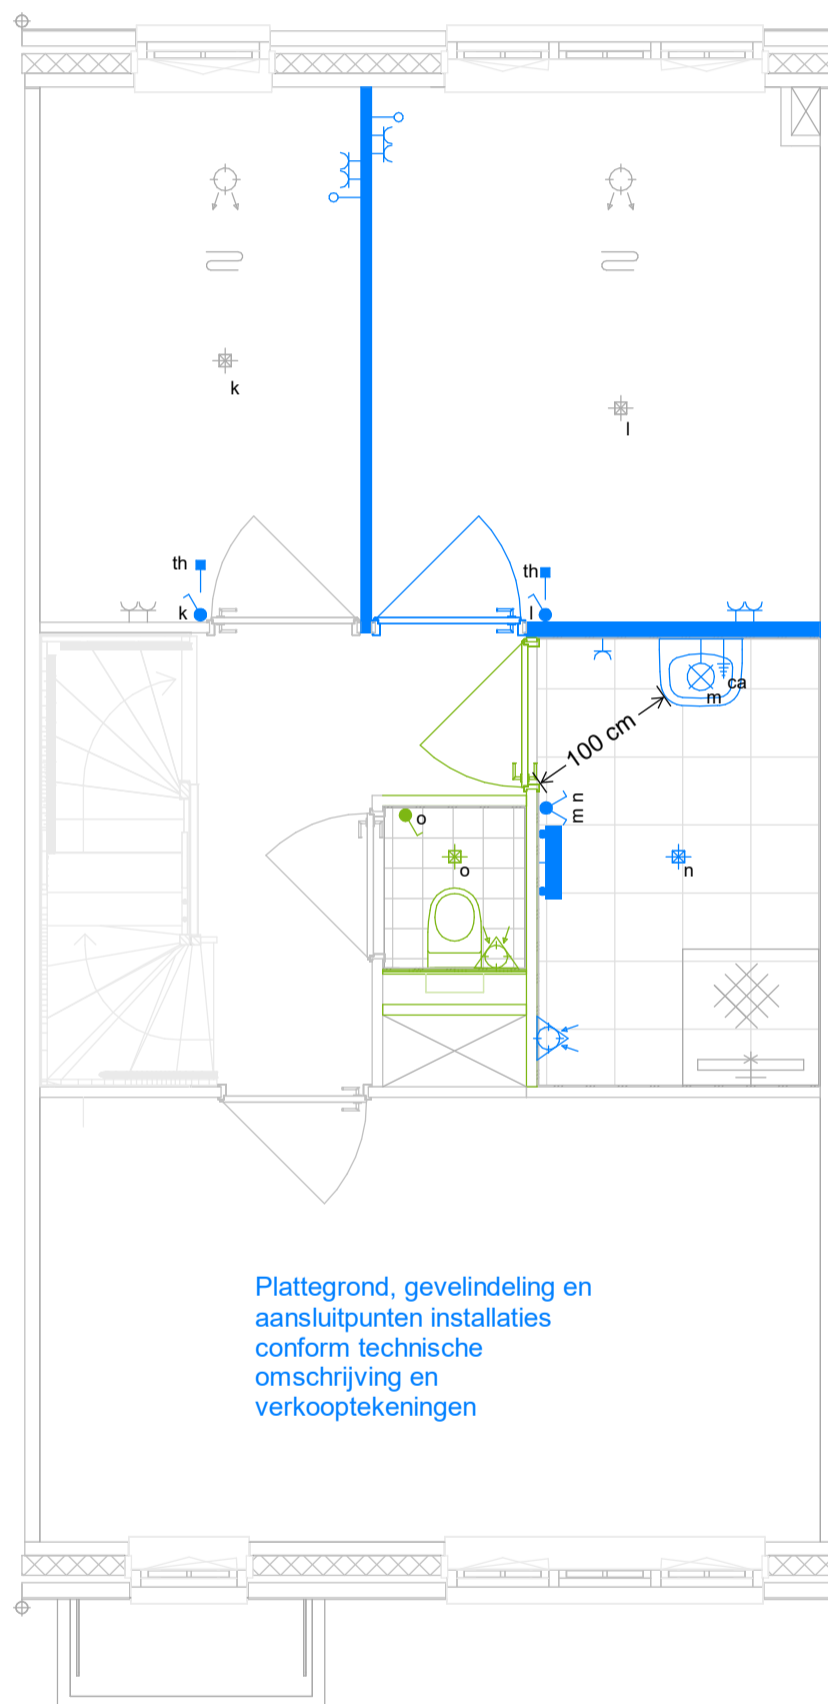 k
l
th
k
th
l
ca
m
100 cm
m n
o
o
n
Plattegrond, gevelindeling en
aansluitpunten installaties
conform technische
omschrijving en
verkooptekeningen